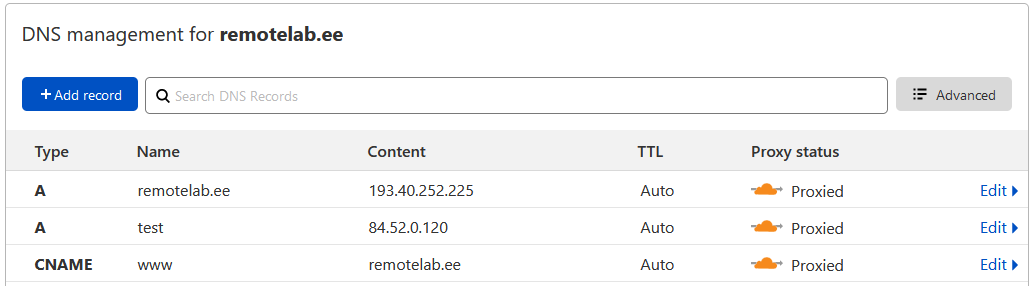 DNS management for remotelab.ee
+ Add record Search DNS Records Advanced
Type Name Content TTL Proxy status
A remotelab.ee 193.40.252.225 Auto Proxied Edit
A test 84.52.0.120 Auto Proxied Edit
CNAME www remotelab.ee Auto Proxied Edit